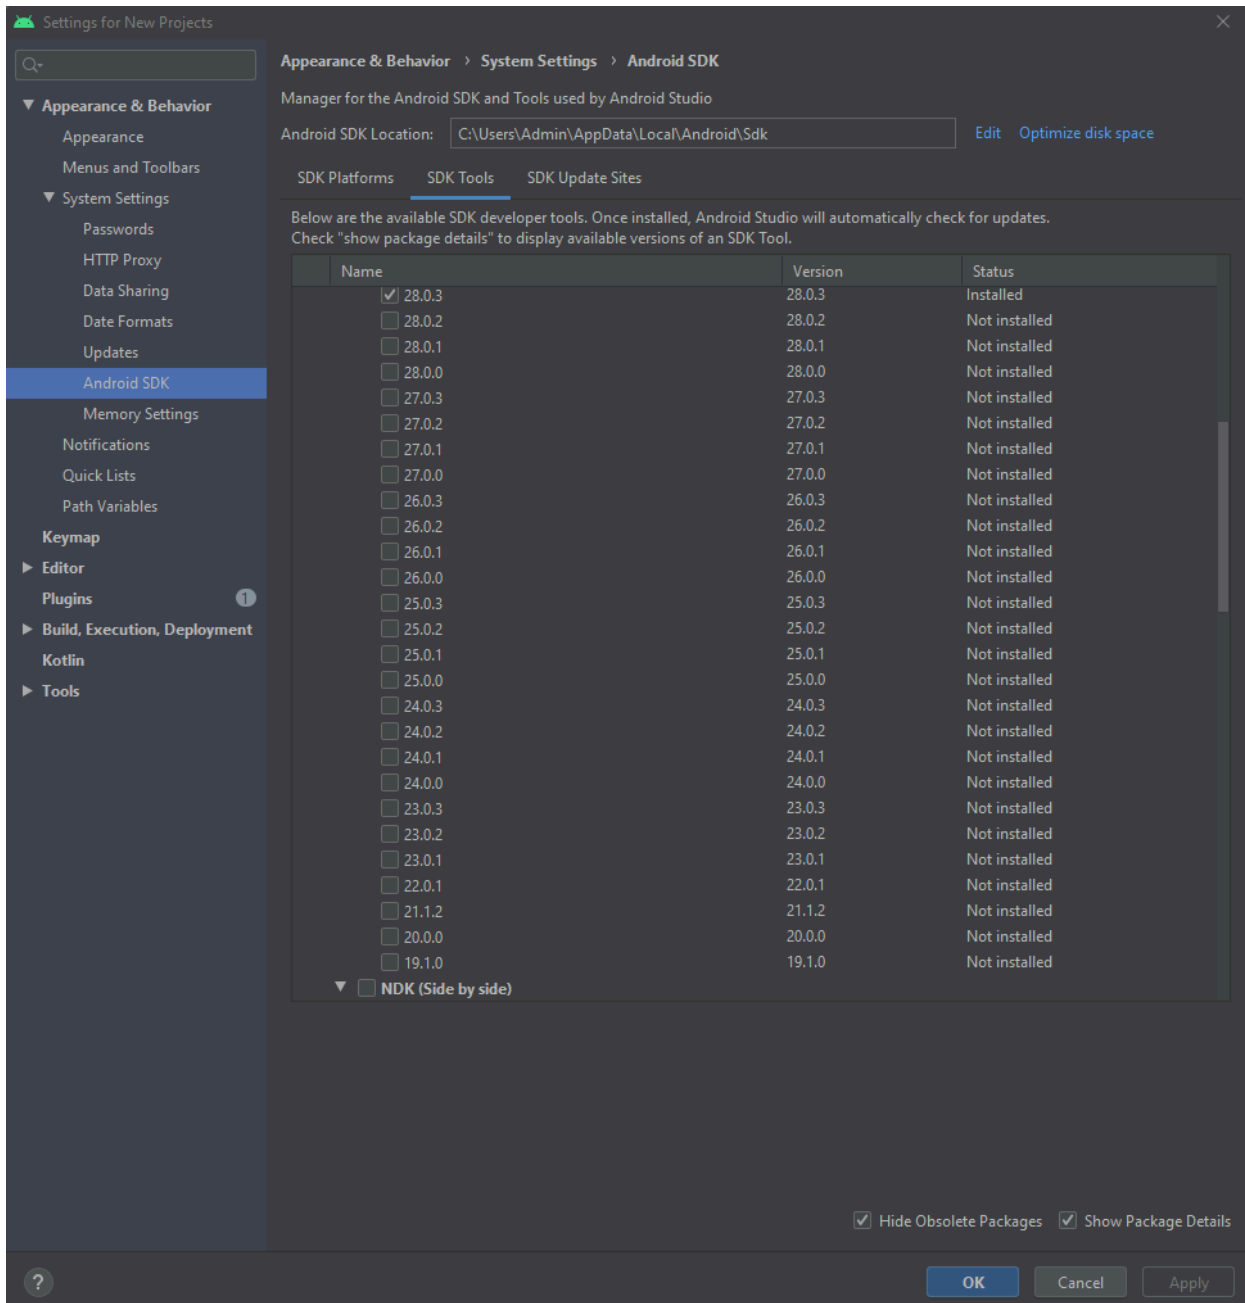 Settings for New Projects
Appearance & Behavior
Appearance
Menus and Toolbars
System Settings
Passwords
HTTP Proxy
Data Sharing
Date Formats
Updates
Android SDK
Memory Settings
Notifications
Quick Lists
Path Variables
Keymap
Editor
Plugins 1
Build, Execution, Deployment
Kotlin
Tools
Appearance & Behavior › System Settings › Android SDK
Manager for the Android SDK and Tools used by Android Studio
Android SDK Location: C:\Users\Admin\AppData\Local\Android\Sdk Edit Optimize disk space
SDK Platforms SDK Tools SDK Update Sites
Below are the available SDK developer tools. Once installed, Android Studio will automatically check for updates.
Check "show package details" to display available versions of an SDK Tool.
Name Version Status
28.0.3 28.0.3 Installed
28.0.2 28.0.2 Not installed
28.0.1 28.0.1 Not installed
28.0.0 28.0.0 Not installed
27.0.3 27.0.3 Not installed
27.0.2 27.0.2 Not installed
27.0.1 27.0.1 Not installed
27.0.0 27.0.0 Not installed
26.0.3 26.0.3 Not installed
26.0.2 26.0.2 Not installed
26.0.1 26.0.1 Not installed
26.0.0 26.0.0 Not installed
25.0.3 25.0.3 Not installed
25.0.2 25.0.2 Not installed
25.0.1 25.0.1 Not installed
25.0.0 25.0.0 Not installed
24.0.3 24.0.3 Not installed
24.0.2 24.0.2 Not installed
24.0.1 24.0.1 Not installed
24.0.0 24.0.0 Not installed
23.0.3 23.0.3 Not installed
23.0.2 23.0.2 Not installed
23.0.1 23.0.1 Not installed
22.0.1 22.0.1 Not installed
21.1.2 21.1.2 Not installed
20.0.0 20.0.0 Not installed
19.1.0 19.1.0 Not installed
NDK (Side by side)
Hide Obsolete Packages Show Package Details
? OK Cancel Apply